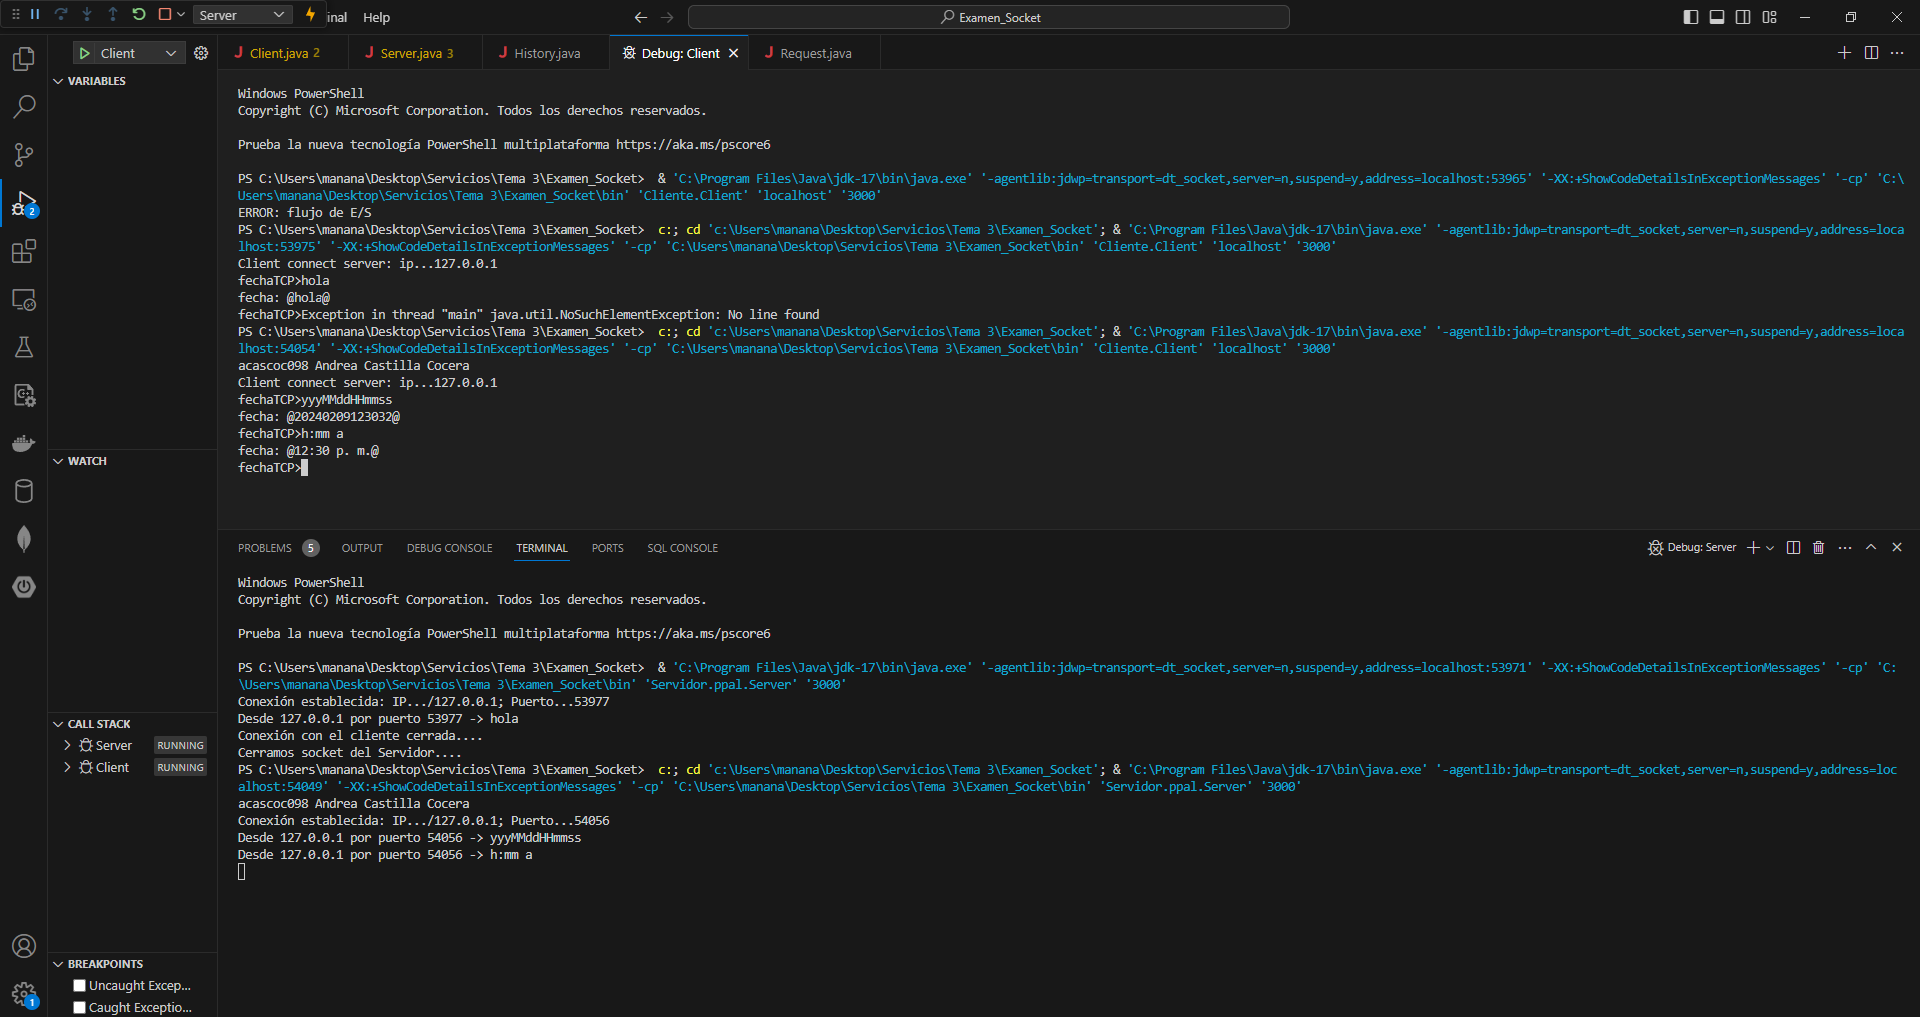 Server
inal
Help
Examen_Socket
Client
Client.java 2
Server.java 3
History.java
Debug: Client
Request.java
VARIABLES
Windows PowerShell
Copyright (C) Microsoft Corporation. Todos los derechos reservados.
Prueba la nueva tecnología PowerShell multiplataforma https://aka.ms/pscore6
PS C:\Users\manana\Desktop\Servicios\Tema 3\Examen_Socket>  & 'C:\Program Files\Java\jdk-17\bin\java.exe' '-agentlib:jdwp=transport=dt_socket,server=n,suspend=y,address=localhost:53965' '-XX:+ShowCodeDetailsInExceptionMessages' '-cp' 'C:\
Users\manana\Desktop\Servicios\Tema 3\Examen_Socket\bin' 'Cliente.Client' 'localhost' '3000'
ERROR: flujo de E/S
PS C:\Users\manana\Desktop\Servicios\Tema 3\Examen_Socket>  c:; cd 'c:\Users\manana\Desktop\Servicios\Tema 3\Examen_Socket'; & 'C:\Program Files\Java\jdk-17\bin\java.exe' '-agentlib:jdwp=transport=dt_socket,server=n,suspend=y,address=loca
lhost:53975' '-XX:+ShowCodeDetailsInExceptionMessages' '-cp' 'C:\Users\manana\Desktop\Servicios\Tema 3\Examen_Socket\bin' 'Cliente.Client' 'localhost' '3000'
Client connect server: ip...127.0.0.1
fechaTCP>hola
fecha: @hola@
fechaTCP>Exception in thread "main" java.util.NoSuchElementException: No line found
PS C:\Users\manana\Desktop\Servicios\Tema 3\Examen_Socket>  c:; cd 'c:\Users\manana\Desktop\Servicios\Tema 3\Examen_Socket'; & 'C:\Program Files\Java\jdk-17\bin\java.exe' '-agentlib:jdwp=transport=dt_socket,server=n,suspend=y,address=loca
lhost:54054' '-XX:+ShowCodeDetailsInExceptionMessages' '-cp' 'C:\Users\manana\Desktop\Servicios\Tema 3\Examen_Socket\bin' 'Cliente.Client' 'localhost' '3000'
acascoc098 Andrea Castilla Cocera
Client connect server: ip...127.0.0.1
fechaTCP>yyyMMddHHmmss
fecha: @20240209123032@
fechaTCP>h:mm a
fecha: @12:30 p. m.@
fechaTCP>
WATCH
PROBLEMS 5
OUTPUT
DEBUG CONSOLE
TERMINAL
PORTS
SQL CONSOLE
Debug: Server
Windows PowerShell
Copyright (C) Microsoft Corporation. Todos los derechos reservados.
Prueba la nueva tecnología PowerShell multiplataforma https://aka.ms/pscore6
PS C:\Users\manana\Desktop\Servicios\Tema 3\Examen_Socket>  & 'C:\Program Files\Java\jdk-17\bin\java.exe' '-agentlib:jdwp=transport=dt_socket,server=n,suspend=y,address=localhost:53971' '-XX:+ShowCodeDetailsInExceptionMessages' '-cp' 'C:
\Users\manana\Desktop\Servicios\Tema 3\Examen_Socket\bin' 'Servidor.ppal.Server' '3000'
Conexión establecida: IP.../127.0.0.1; Puerto...53977
Desde 127.0.0.1 por puerto 53977 -> hola
Conexión con el cliente cerrada....
Cerramos socket del Servidor....
PS C:\Users\manana\Desktop\Servicios\Tema 3\Examen_Socket>  c:; cd 'c:\Users\manana\Desktop\Servicios\Tema 3\Examen_Socket'; & 'C:\Program Files\Java\jdk-17\bin\java.exe' '-agentlib:jdwp=transport=dt_socket,server=n,suspend=y,address=loc
alhost:54049' '-XX:+ShowCodeDetailsInExceptionMessages' '-cp' 'C:\Users\manana\Desktop\Servicios\Tema 3\Examen_Socket\bin' 'Servidor.ppal.Server' '3000'
acascoc098 Andrea Castilla Cocera
Conexión establecida: IP.../127.0.0.1; Puerto...54056
Desde 127.0.0.1 por puerto 54056 -> yyyMMddHHmmss
Desde 127.0.0.1 por puerto 54056 -> h:mm a
CALL STACK
Server RUNNING
Client RUNNING
BREAKPOINTS
Uncaught Excep...
Caught Exceptio...
2
1